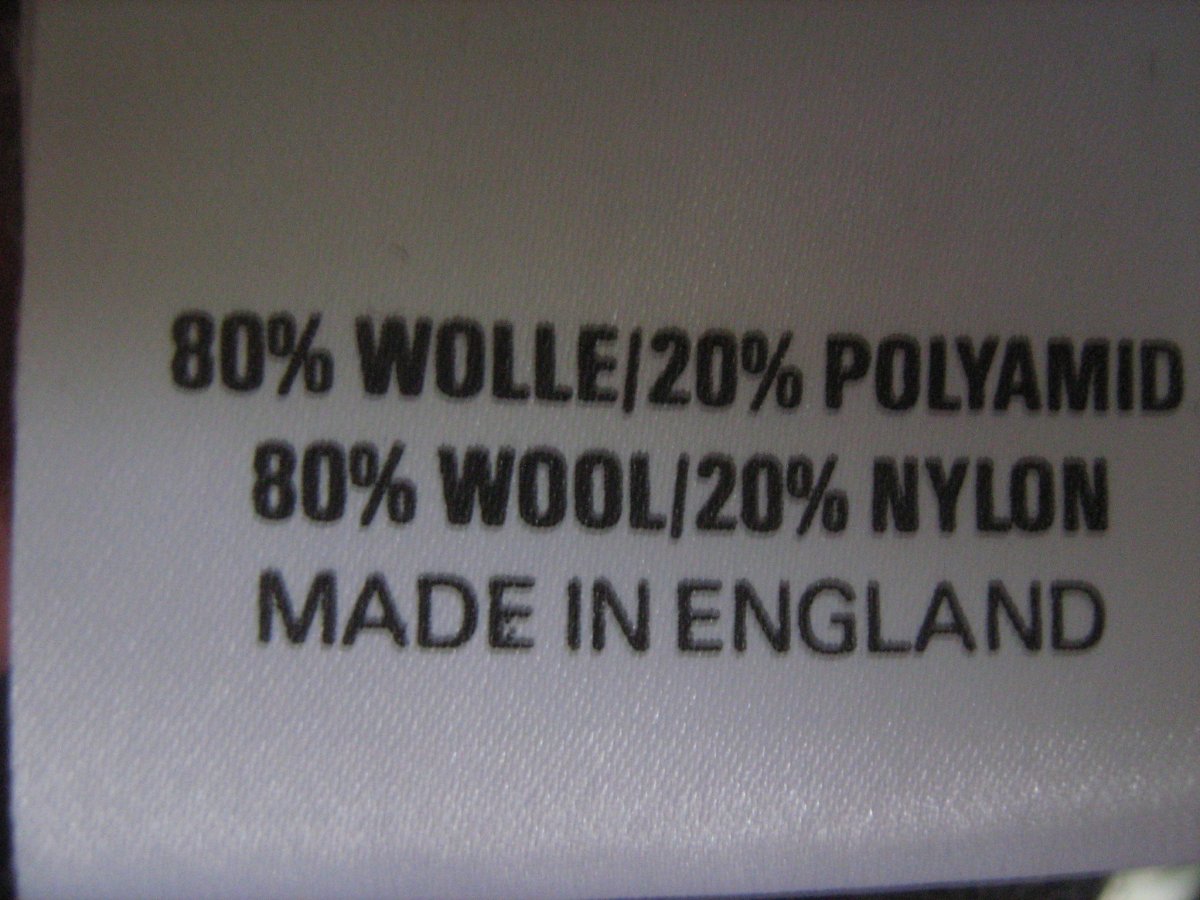 80% WOLLE/20% POLYAMID
80% WOOL/20% NYLON
MADE IN ENGLAND